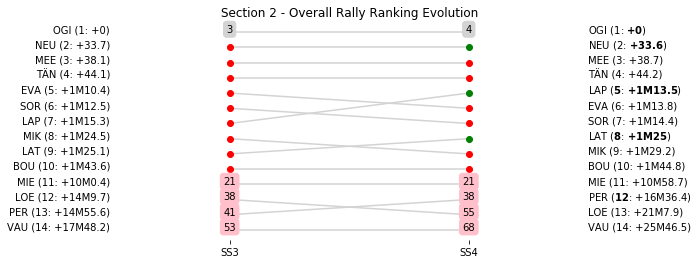 Section 2 - Overall Rally Ranking Evolution
OGI (1: +0) 3 4 OGI (1: +0)
NEU (2: +33.7) NEU (2: +33.6)
MEE (3: +38.1) MEE (3: +38.7)
TÄN (4: +44.1) TÄN (4: +44.2)
EVA (5: +1M10.4) LAP (5: +1M13.5)
SOR (6: +1M12.5) EVA (6: +1M13.8)
LAP (7: +1M15.3) SOR (7: +1M14.4)
MIK (8: +1M24.5) LAT (8: +1M25)
LAT (9: +1M25.1) MIK (9: +1M29.2)
BOU (10: +1M43.6) BOU (10: +1M44.8)
MIE (11: +10M0.4) 21 21 MIE (11: +10M58.7)
LOE (12: +14M9.7) 38 38 PER (12: +16M36.4)
PER (13: +14M55.6) 41 55 LOE (13: +21M7.9)
VAU (14: +17M48.2) 53 68 VAU (14: +25M46.5)
SS3 SS4